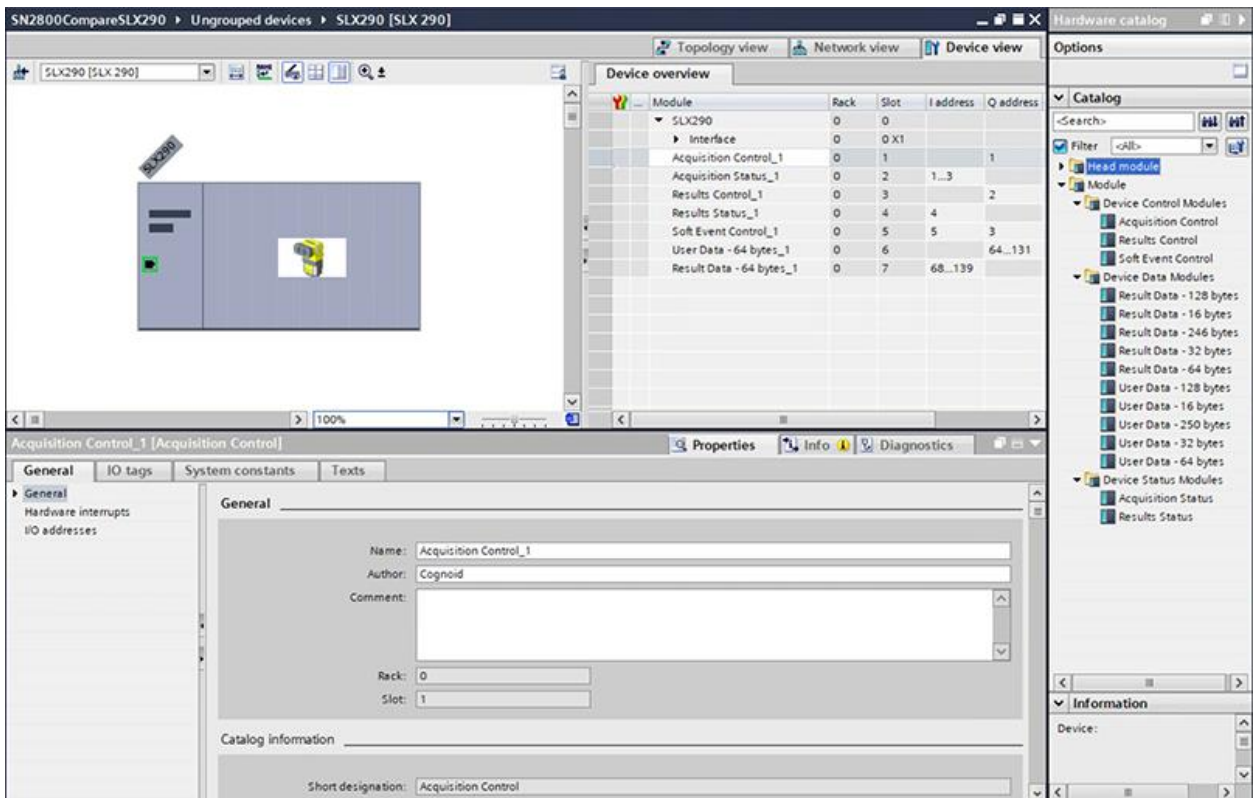 SN2800CompareSLX290 ▸ Ungrouped devices ▸ SLX290 [SLX 290]
Topology view Network view Device view
SLX290 [SLX 290]
SLX290
100%
Device overview
... Module Rack Slot I address Q address
SLX290 0 0
Interface 0 0 X1
Acquisition Control_1 0 1 1
Acquisition Status_1 0 2 1...3
Results Control_1 0 3 2
Results Status_1 0 4 4
Soft Event Control_1 0 5 5 3
User Data - 64 bytes_1 0 6 64...131
Result Data - 64 bytes_1 0 7 68...139
Acquisition Control_1 [Acquisition Control]
Properties Info Diagnostics
General IO tags System constants Texts
General
Hardware interrupts
I/O addresses
General
Name: Acquisition Control_1
Author: Cognoid
Comment:
Rack: 0
Slot: 1
Catalog information
Short designation: Acquisition Control
Hardware catalog
Options
Catalog
<Search>
Filter <All>
Head module
Module
Device Control Modules
Acquisition Control
Results Control
Soft Event Control
Device Data Modules
Result Data - 128 bytes
Result Data - 16 bytes
Result Data - 246 bytes
Result Data - 32 bytes
Result Data - 64 bytes
User Data - 128 bytes
User Data - 16 bytes
User Data - 250 bytes
User Data - 32 bytes
User Data - 64 bytes
Device Status Modules
Acquisition Status
Results Status
Information
Device: